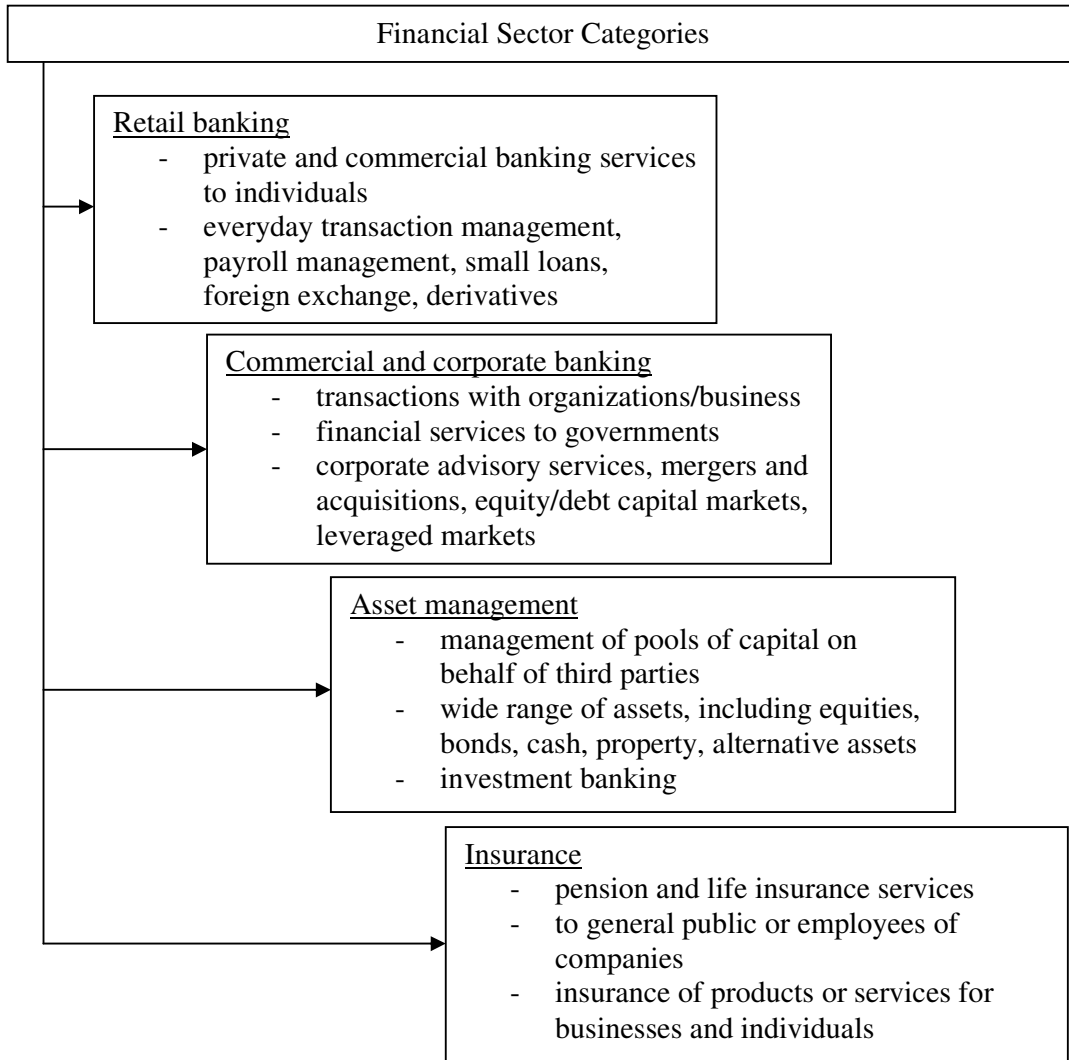 Financial Sector Categories
Retail banking
- private and commercial banking services
to individuals
- everyday transaction management,
payroll management, small loans,
foreign exchange, derivatives
Commercial and corporate banking
- transactions with organizations/business
- financial services to governments
- corporate advisory services, mergers and
acquisitions, equity/debt capital markets,
leveraged markets
Asset management
- management of pools of capital on
behalf of third parties
- wide range of assets, including equities,
bonds, cash, property, alternative assets
- investment banking
Insurance
- pension and life insurance services
- to general public or employees of
companies
- insurance of products or services for
businesses and individuals